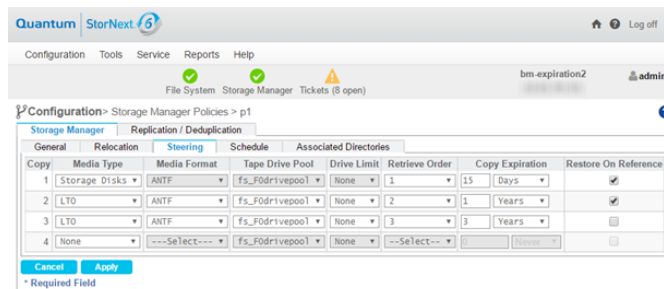 Quantum StorNext 6 Log off
Configuration Tools Service Reports Help
bm-expiration2 admin
File System Storage Manager Tickets (8 open)
Configuration> Storage Manager Policies > p1
Storage Manager Replication / Deduplication
General Relocation Steering Schedule Associated Directories
Copy Media Type Media Format Tape Drive Pool Drive Limit Retrieve Order Copy Expiration Restore On Reference
1 Storage Disks ANTF fs_F0drivepool None 1 15 Days
2 LTO ANTF fs_F0drivepool None 2 1 Years
3 LTO ANTF fs_F0drivepool None 3 3 Years
4 None ---Select--- fs_F0drivepool None --Select-- 0 Never
Cancel Apply
* Required Field